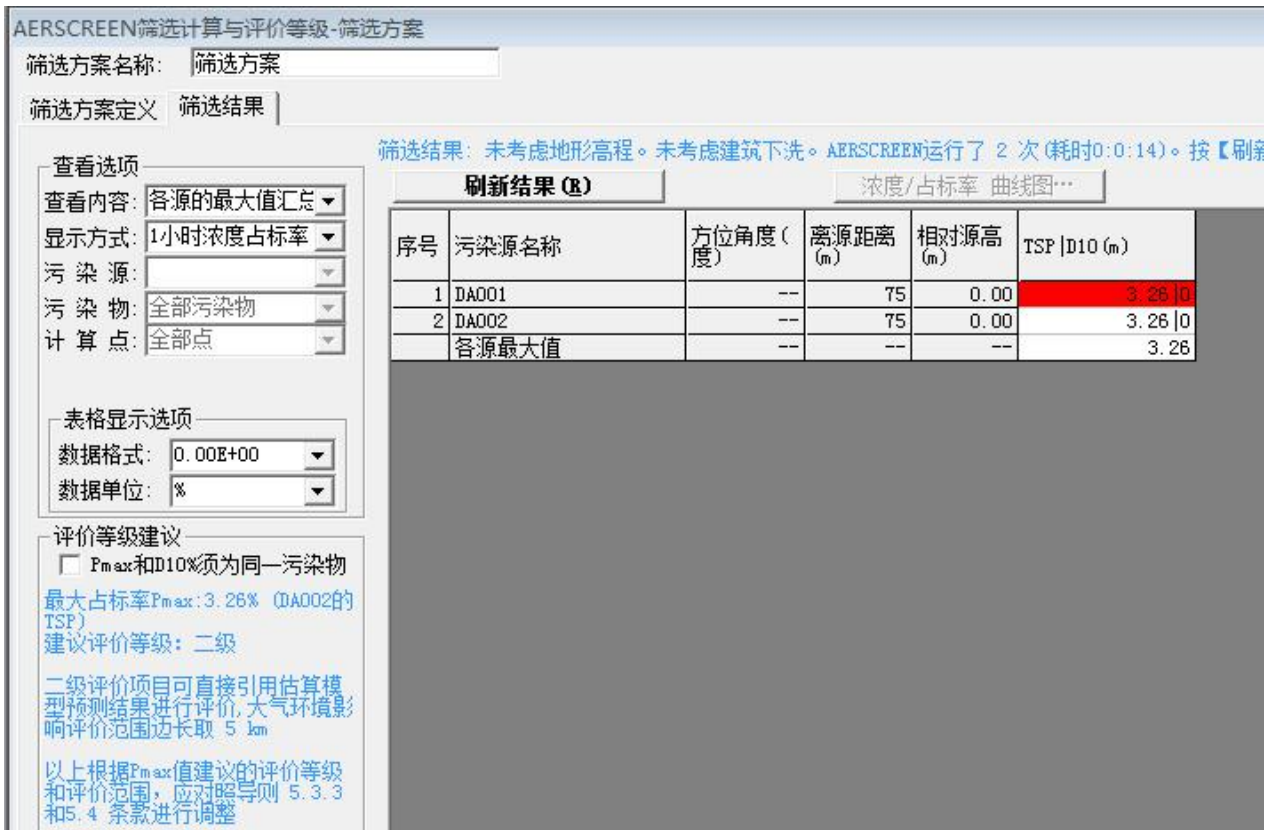 AERSCREEN筛选计算与评价等级-筛选方案
筛选方案名称: 筛选方案
筛选方案定义 筛选结果
筛选结果: 未考虑地形高程。未考虑建筑下洗。AERSCREEN运行了 2 次(耗时0:0:14)。按【刷新
刷新结果(R) 浓度/占标率 曲线图…
查看选项
查看内容: 各源的最大值汇总
显示方式: 1小时浓度占标率
污 染 源:
污 染 物: 全部污染物
计 算 点: 全部点
表格显示选项
数据格式: 0.00E+00
数据单位: %
评价等级建议
Pmax和D10%须为同一污染物
最大占标率Pmax:3.26% (DA002的
TSP)
建议评价等级: 二级
二级评价项目可直接引用估算模
型预测结果进行评价,大气环境影
响评价范围边长取 5 km
以上根据Pmax值建议的评价等级
和评价范围,应对照导则 5.3.3
和5.4 条款进行调整
序号 污染源名称 方位角度(度) 离源距离(m) 相对源高(m) TSP|D10(m)
1 DA001 -- 75 0.00 3.26|0
2 DA002 -- 75 0.00 3.26|0
各源最大值 -- -- -- 3.26